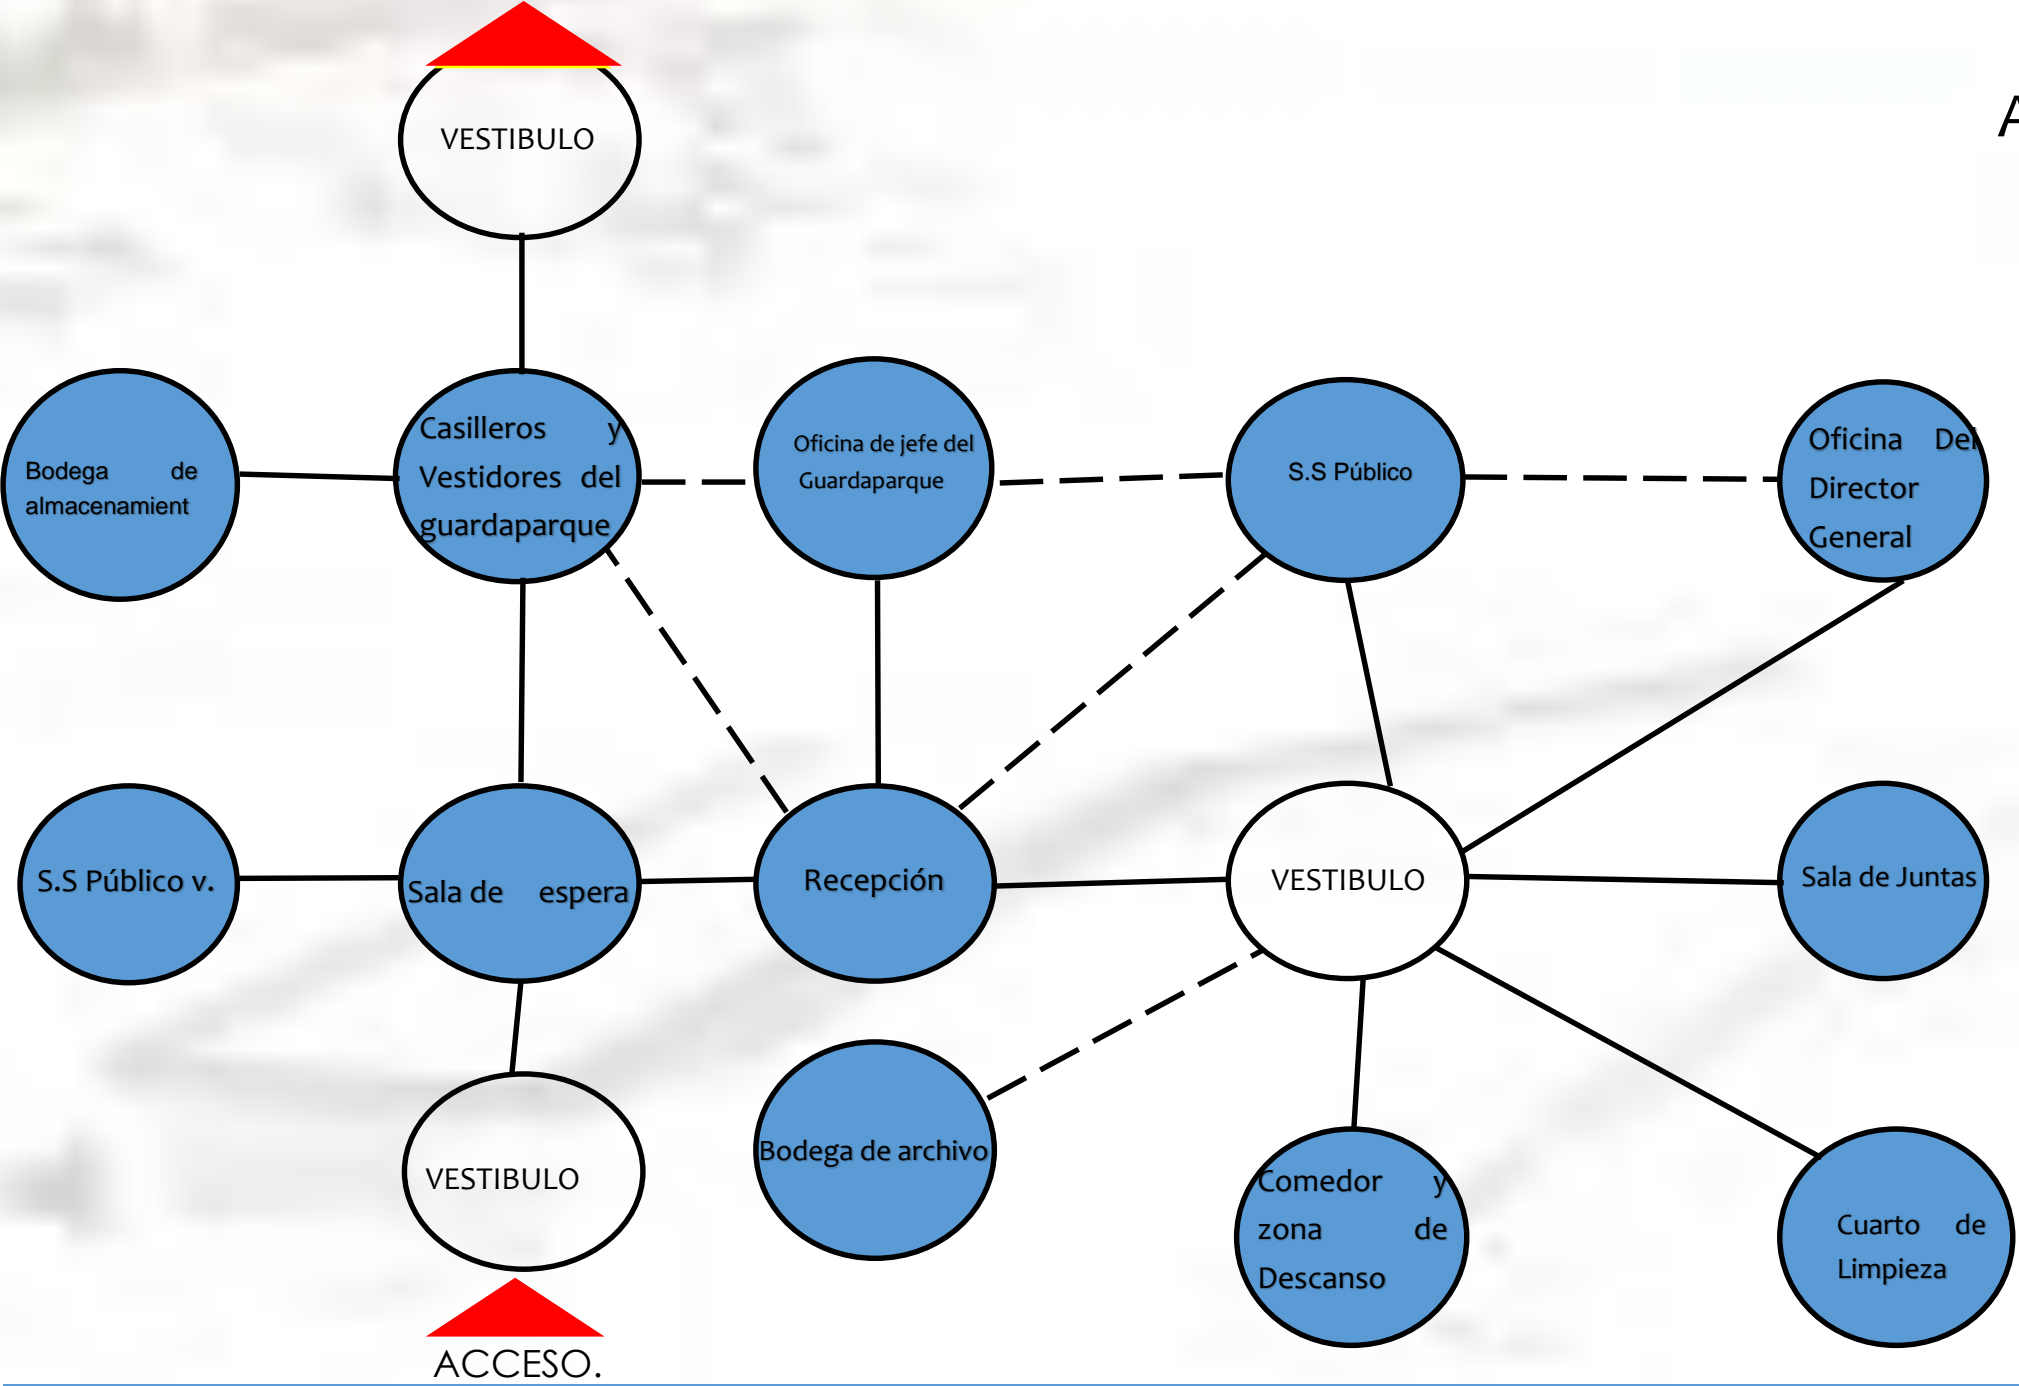 VESTIBULO
A
Casilleros y
Vestidores del
guardaparque
Oficina de jefe del
Guardaparque
S.S Público
Oficina Del
Director
General
Bodega de
almacenamient
S.S Público v.
Sala de espera
Recepción
VESTIBULO
Sala de Juntas
VESTIBULO
Bodega de archivo
Comedor y
zona de
Descanso
Cuarto de
Limpieza
ACCESO.